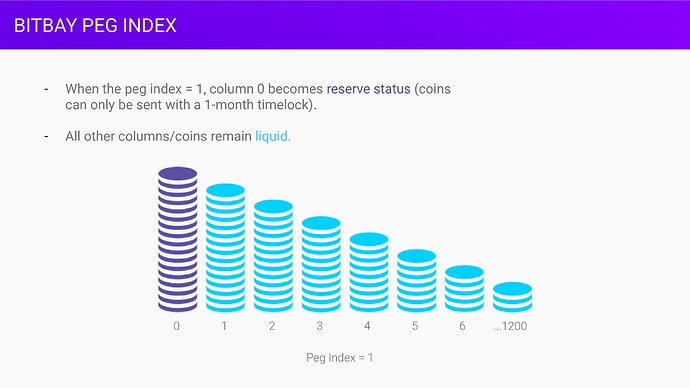 BITBAY PEG INDEX
- When the peg index = 1, column 0 becomes reserve status (coins
can only be sent with a 1-month timelock).
- All other columns/coins remain liquid.
0 1 2 3 4 5 6 ...1200
Peg Index = 1